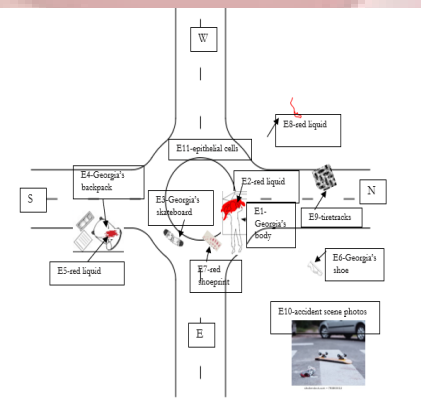 W
E8-red liquid
E11-epithelial cells
E4-Georgia's
backpack
E2-red liquid
S
N
E3-Georgia's
skateboard
E9-tiretracks
E1-
Georgia's
body
E5-red liquid
E7-red
shoeprint
E6-Georgia's
shoe
E10-accident scene photos
E